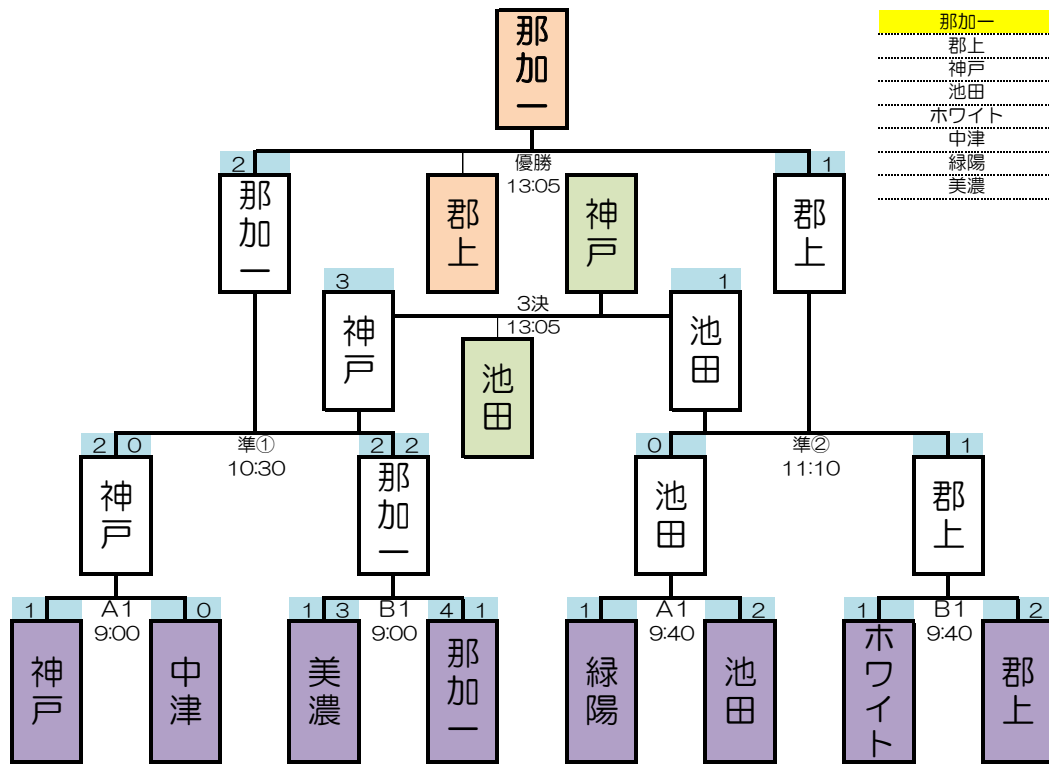 那加一
那加一
郡上
神戸
池田
ホワイト
中津
緑陽
美濃
2
優勝
1
13:05
那加一
郡上
神戸
郡上
3
1
3決
13:05
神戸
池田
池田
2 0
準①
2 2
0
準②
1
10:30
11:10
神戸
那加一
池田
郡上
1
A1
0
1 3
B1
4 1
1
A1
2
1
B1
2
9:00
9:00
9:40
9:40
神戸
中津
美濃
那加一
緑陽
池田
ホワイト
郡上